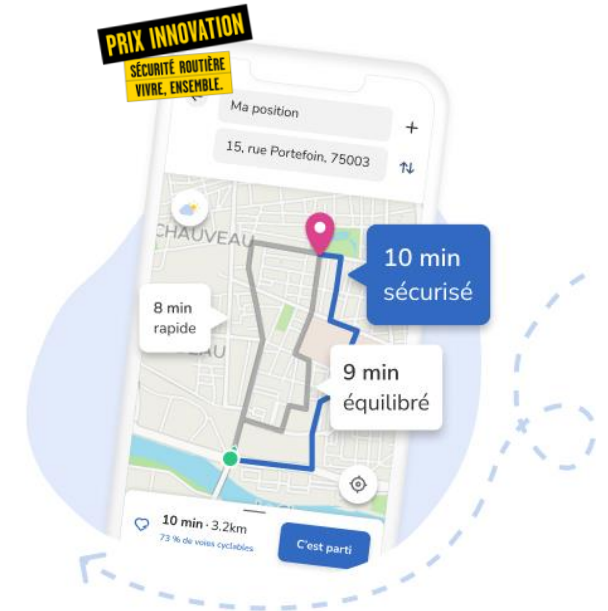 PRIX INNOVATION
SÉCURITÉ ROUTIÈRE
VIVRE, ENSEMBLE.
Ma position
15, rue Portefoin, 75003
CHAUVEAU
10 min
sécurisé
8 min
rapide
9 min
équilibré
10 min · 3.2km
73 % de voies cyclables
C'est parti